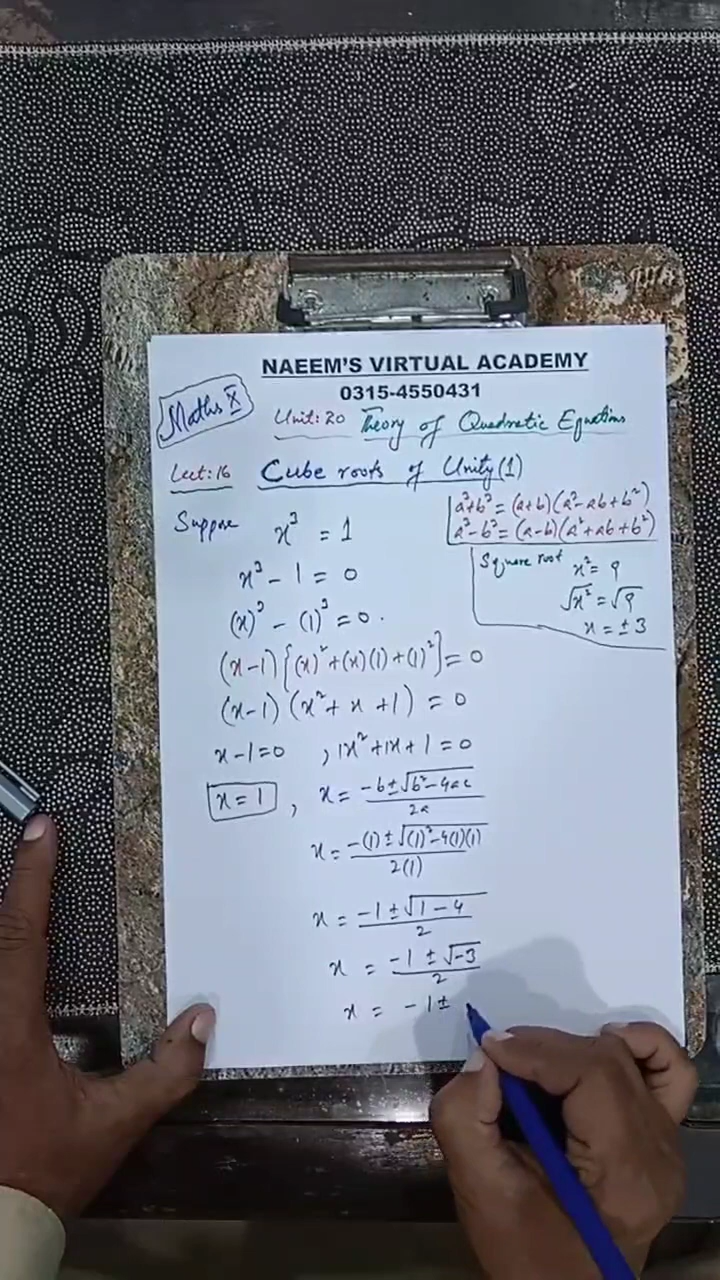 NAEEM'S VIRTUAL ACADEMY
0315-4550431
Maths X
Unit: 20 Theory of Quadratic Equations
Lect: 16 Cube roots of Unity (1)
a³+b³ = (a+b)(a²-ab+b²)
a³-b³ = (a-b)(a²+ab+b²)
Square root x² = 9
√x² = √9
x = ±3
Suppose x³ = 1
x³ - 1 = 0
(x)³ - (1)³ = 0.
(x-1)[(x)²+(x)(1)+(1)²] = 0
(x-1)(x²+x+1) = 0
x-1=0 , 1x²+1x+1=0
x=1 , x = (-b±√(b²-4ac))/2a
x = (-(1)±√((1)²-4(1)(1)))/2(1)
x = (-1±√(1-4))/2
x = (-1±√-3)/2
x = -1±